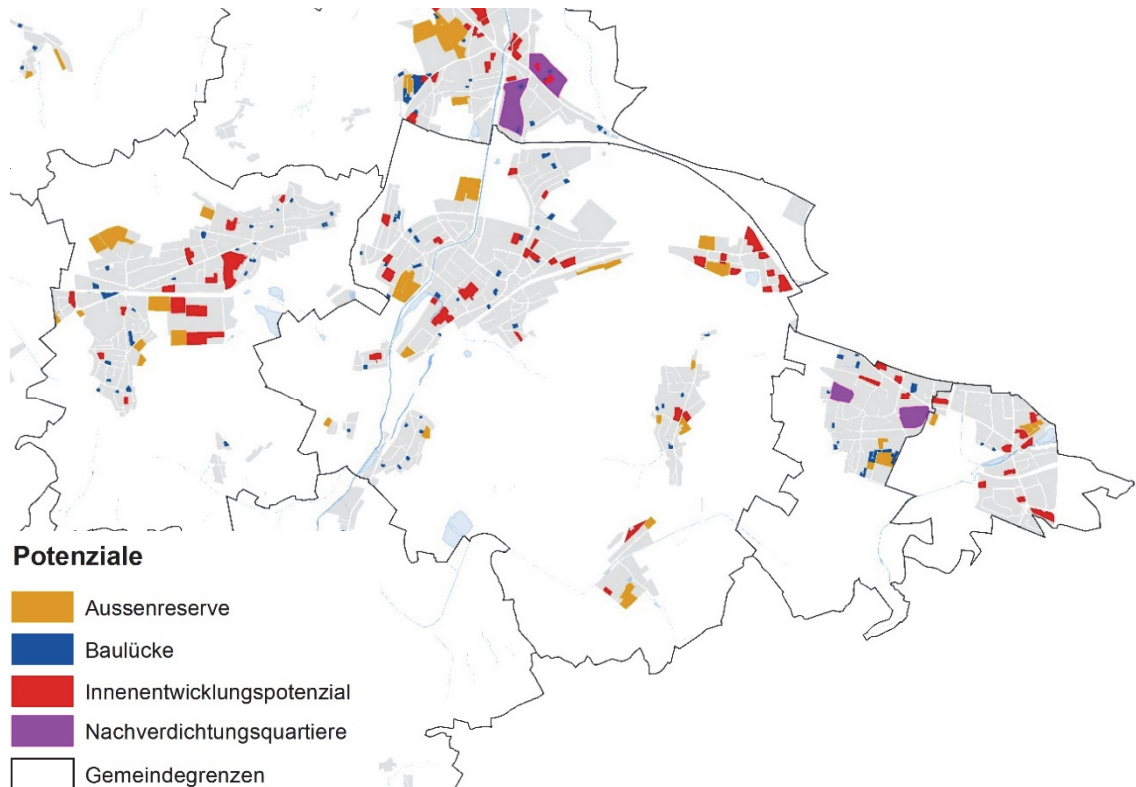 Potenziale
Aussenreserve
Baulücke
Innenentwicklungspotenzial
Nachverdichtungsquartiere
Gemeindegrenzen